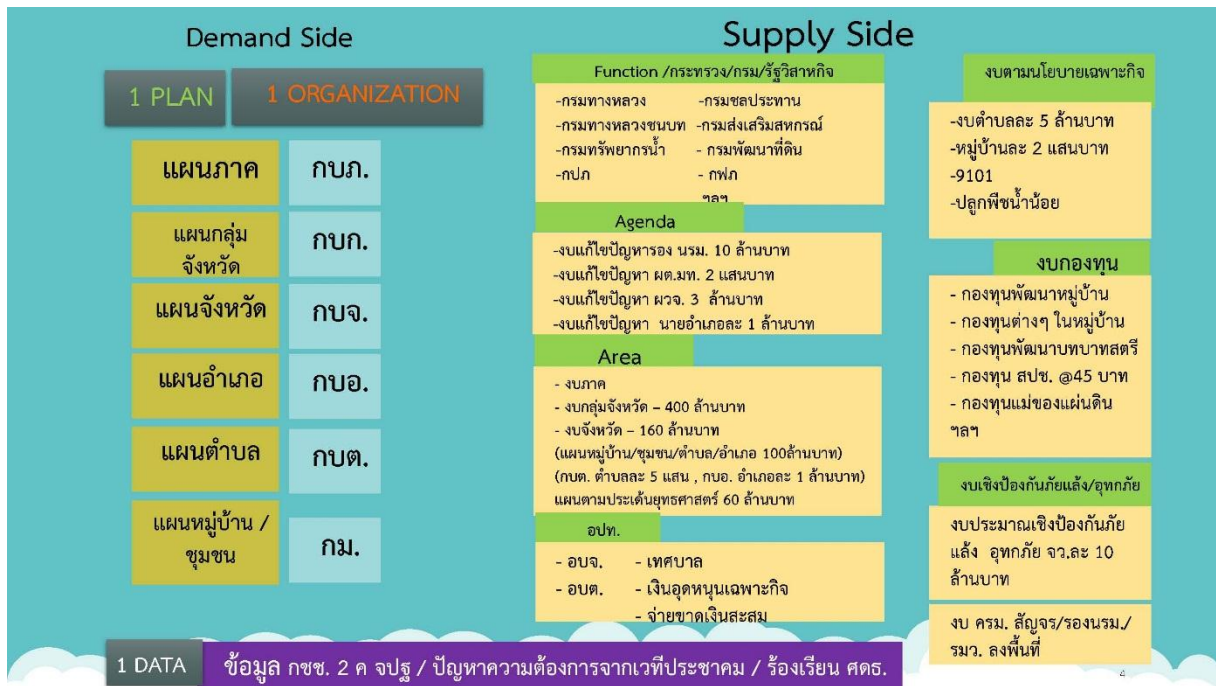 Demand Side
1 PLAN
1 ORGANIZATION
แผนภาค
กบภ.
แผนกลุ่ม
จังหวัด
กบก.
แผนจังหวัด
กบจ.
แผนอำเภอ
กบอ.
แผนตำบล
กบต.
แผนหมู่บ้าน /
ชุมชน
กม.
Supply Side
Function /กระทรวง/กรม/รัฐวิสาหกิจ
-กรมทางหลวง -กรมชลประทาน
-กรมทางหลวงชนบท -กรมส่งเสริมสหกรณ์
-กรมทรัพยากรน้ำ - กรมพัฒนาที่ดิน
-กปภ - กฟภ
ฯลฯ
Agenda
-งบแก้ไขปัญหารอง นรม. 10 ล้านบาท
-งบแก้ไขปัญหา ผต.มท. 2 แสนบาท
-งบแก้ไขปัญหา ผวจ. 3 ล้านบาท
-งบแก้ไขปัญหา นายอำเภอละ 1 ล้านบาท
Area
- งบภาค
- งบกลุ่มจังหวัด – 400 ล้านบาท
- งบจังหวัด – 160 ล้านบาท
(แผนหมู่บ้าน/ชุมชน/ตำบล/อำเภอ 100ล้านบาท)
(กบต. ตำบลละ 5 แสน , กบอ. อำเภอละ 1 ล้านบาท)
แผนตามประเด็นยุทธศาสตร์ 60 ล้านบาท
อปท.
- อบจ. - เทศบาล
- อบต. - เงินอุดหนุนเฉพาะกิจ
- จ่ายขาดเงินสะสม
งบตามนโยบายเฉพาะกิจ
-งบตำบลละ 5 ล้านบาท
-หมู่บ้านละ 2 แสนบาท
-9101
-ปลูกพืชน้ำน้อย
งบกองทุน
- กองทุนพัฒนาหมู่บ้าน
- กองทุนต่างๆ ในหมู่บ้าน
- กองทุนพัฒนาบทบาทสตรี
- กองทุน สปช. @45 บาท
- กองทุนแม่ของแผ่นดิน
ฯลฯ
งบเชิงป้องกันภัยแล้ง/อุทกภัย
งบประมาณเชิงป้องกันภัย
แล้ง อุทกภัย จว.ละ 10
ล้านบาท
งบ ครม. สัญจร/รองนรม./
รมว. ลงพื้นที่
1 DATA
ข้อมูล กชช. 2 ค จปฐ / ปัญหาความต้องการจากเวทีประชาคม / ร้องเรียน ศดธ.
4